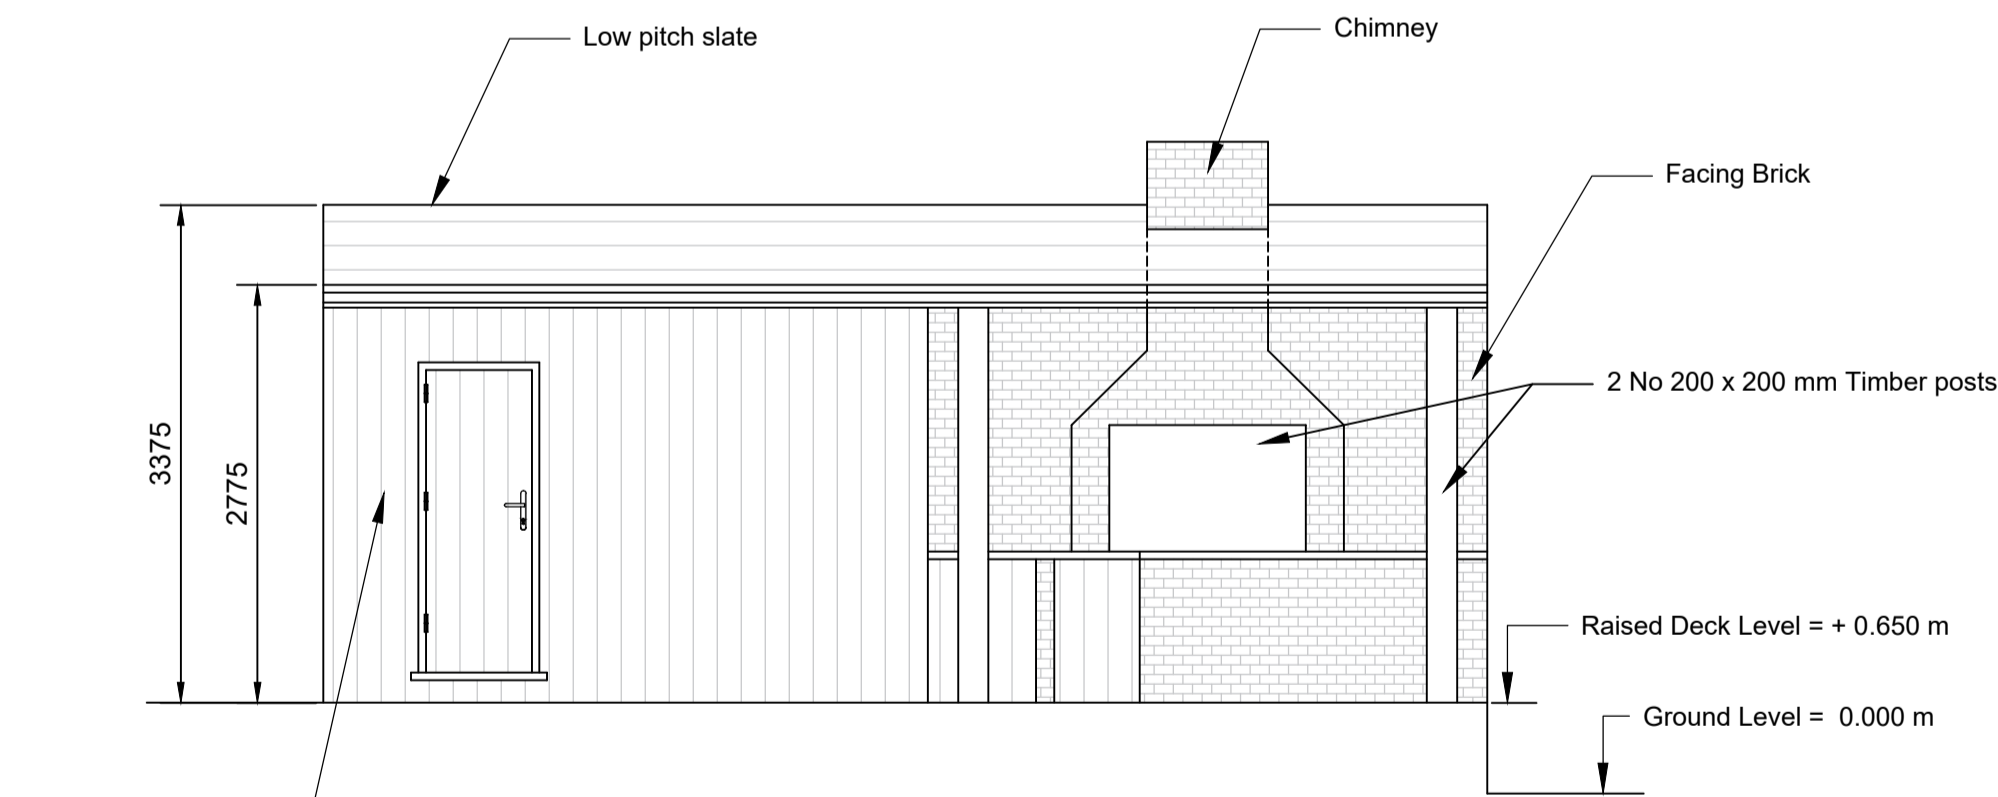 Low pitch slate
Chimney
Facing Brick
2 No 200 x 200 mm Timber posts
3375
2775
Raised Deck Level = + 0.650 m
Ground Level =  0.000 m